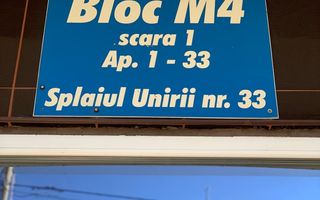 Bloc M4
scara 1
Ap. 1 - 33
Splaiul Unirii nr. 33